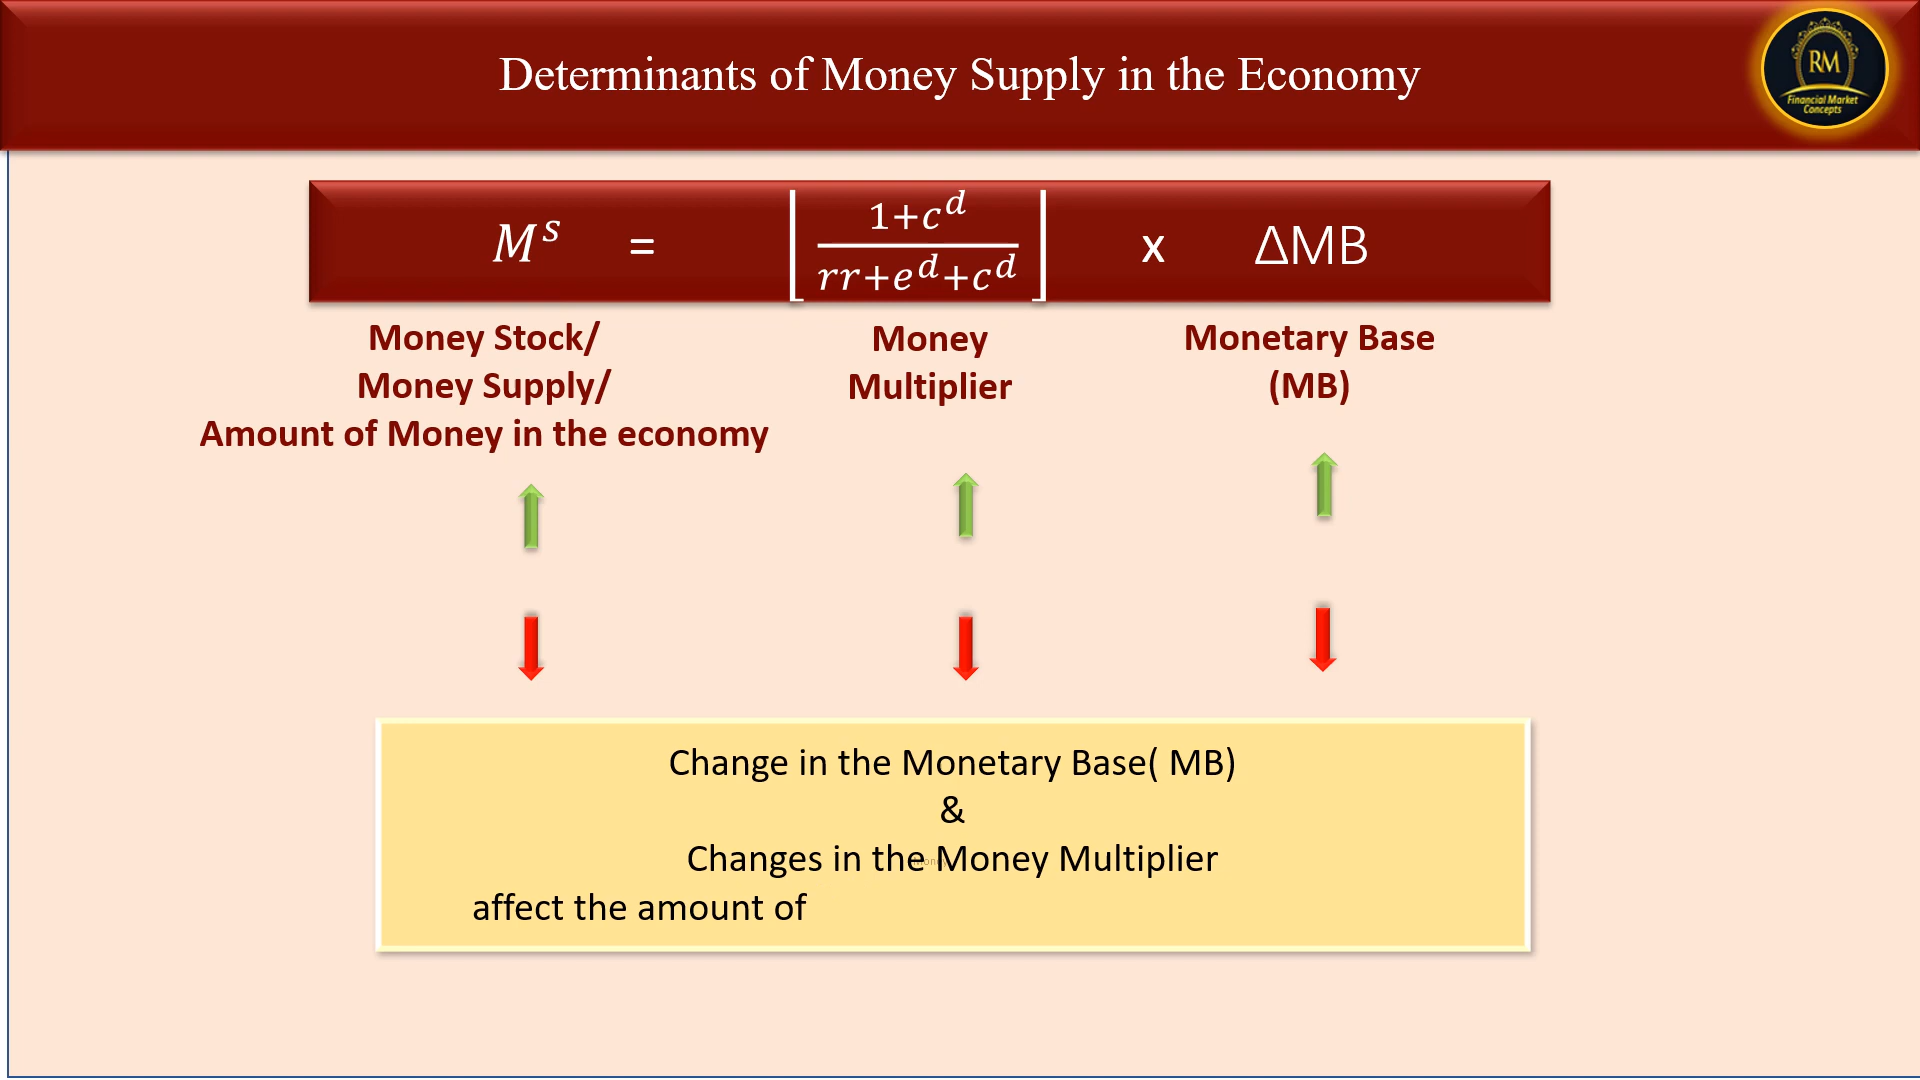 Determinants of Money Supply in the Economy
RM
Financial Market
Concepts
M^s = [(1+c^d)/(rr+e^d+c^d)] x ΔMB
Money Stock/
Money Supply/
Amount of Money in the economy
Money
Multiplier
Monetary Base
(MB)
Change in the Monetary Base( MB)
&
Changes in the Money Multiplier
affect the amount of